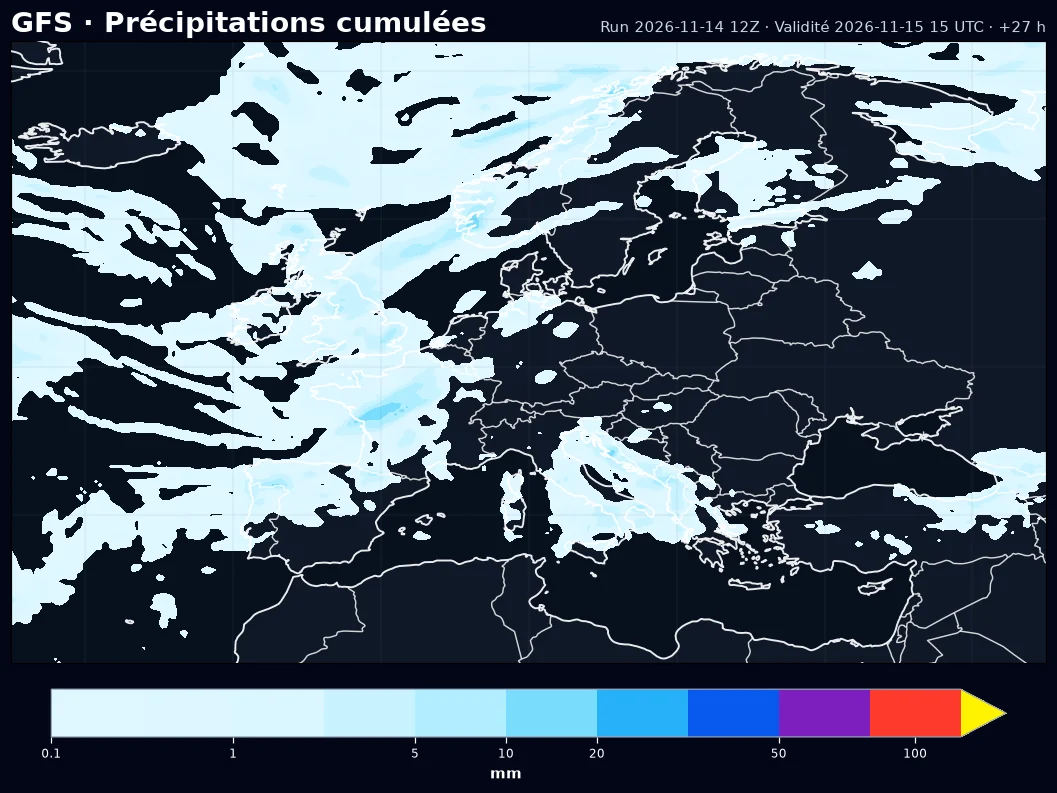 GFS · Précipitations cumulées
Run 2026-11-14 12Z · Validité 2026-11-15 15 UTC · +27 h
0.1 1 5 10 20 50 100
mm